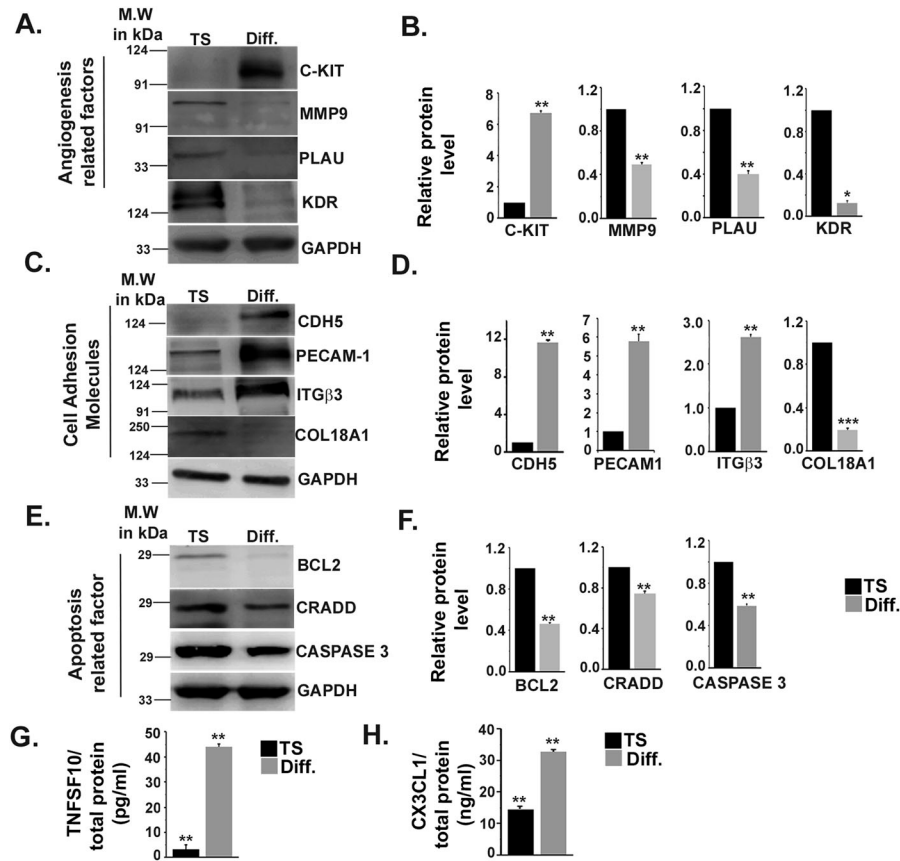 A.
M.W
in kDa
TS Diff.
Angiogenesis
related factors
124
91
C-KIT
91
MMP9
33
PLAU
124
KDR
33
GAPDH
B.
Relative protein
level
8
6
4
2
0
**
C-KIT
1.2
1.0
0.8
0.4
0.0
**
MMP9
1.2
1.0
0.8
0.4
0.0
**
PLAU
1.2
1.0
0.8
0.4
0.0
*
KDR
C.
M.W
in kDa
TS Diff.
Cell Adhesion
Molecules
124
CDH5
124
PECAM-1
124
91
ITGβ3
250
124
COL18A1
33
GAPDH
D.
Relative protein
level
12
9
6
3
0
**
CDH5
7
6
5
4
3
2
1
0
**
PECAM1
3.0
2.0
1.0
0.0
**
ITGβ3
1.2
0.8
0.4
0.0
***
COL18A1
E.
M.W
in kDa
TS Diff.
Apoptosis
related factor
29
BCL2
29
CRADD
29
CASPASE 3
33
GAPDH
F.
Relative protein
level
1.2
0.8
0.4
0.0
**
BCL2
1.2
0.8
0.4
0.0
**
CRADD
1.2
0.8
0.4
0.0
**
CASPASE 3
TS
Diff.
G.
TNFSF10/
total protein
(pg/ml)
50
40
30
20
10
0
**
**
TS
Diff.
H.
CX3CL1/
total protein
(ng/ml)
40
30
20
10
0
**
**
TS
Diff.